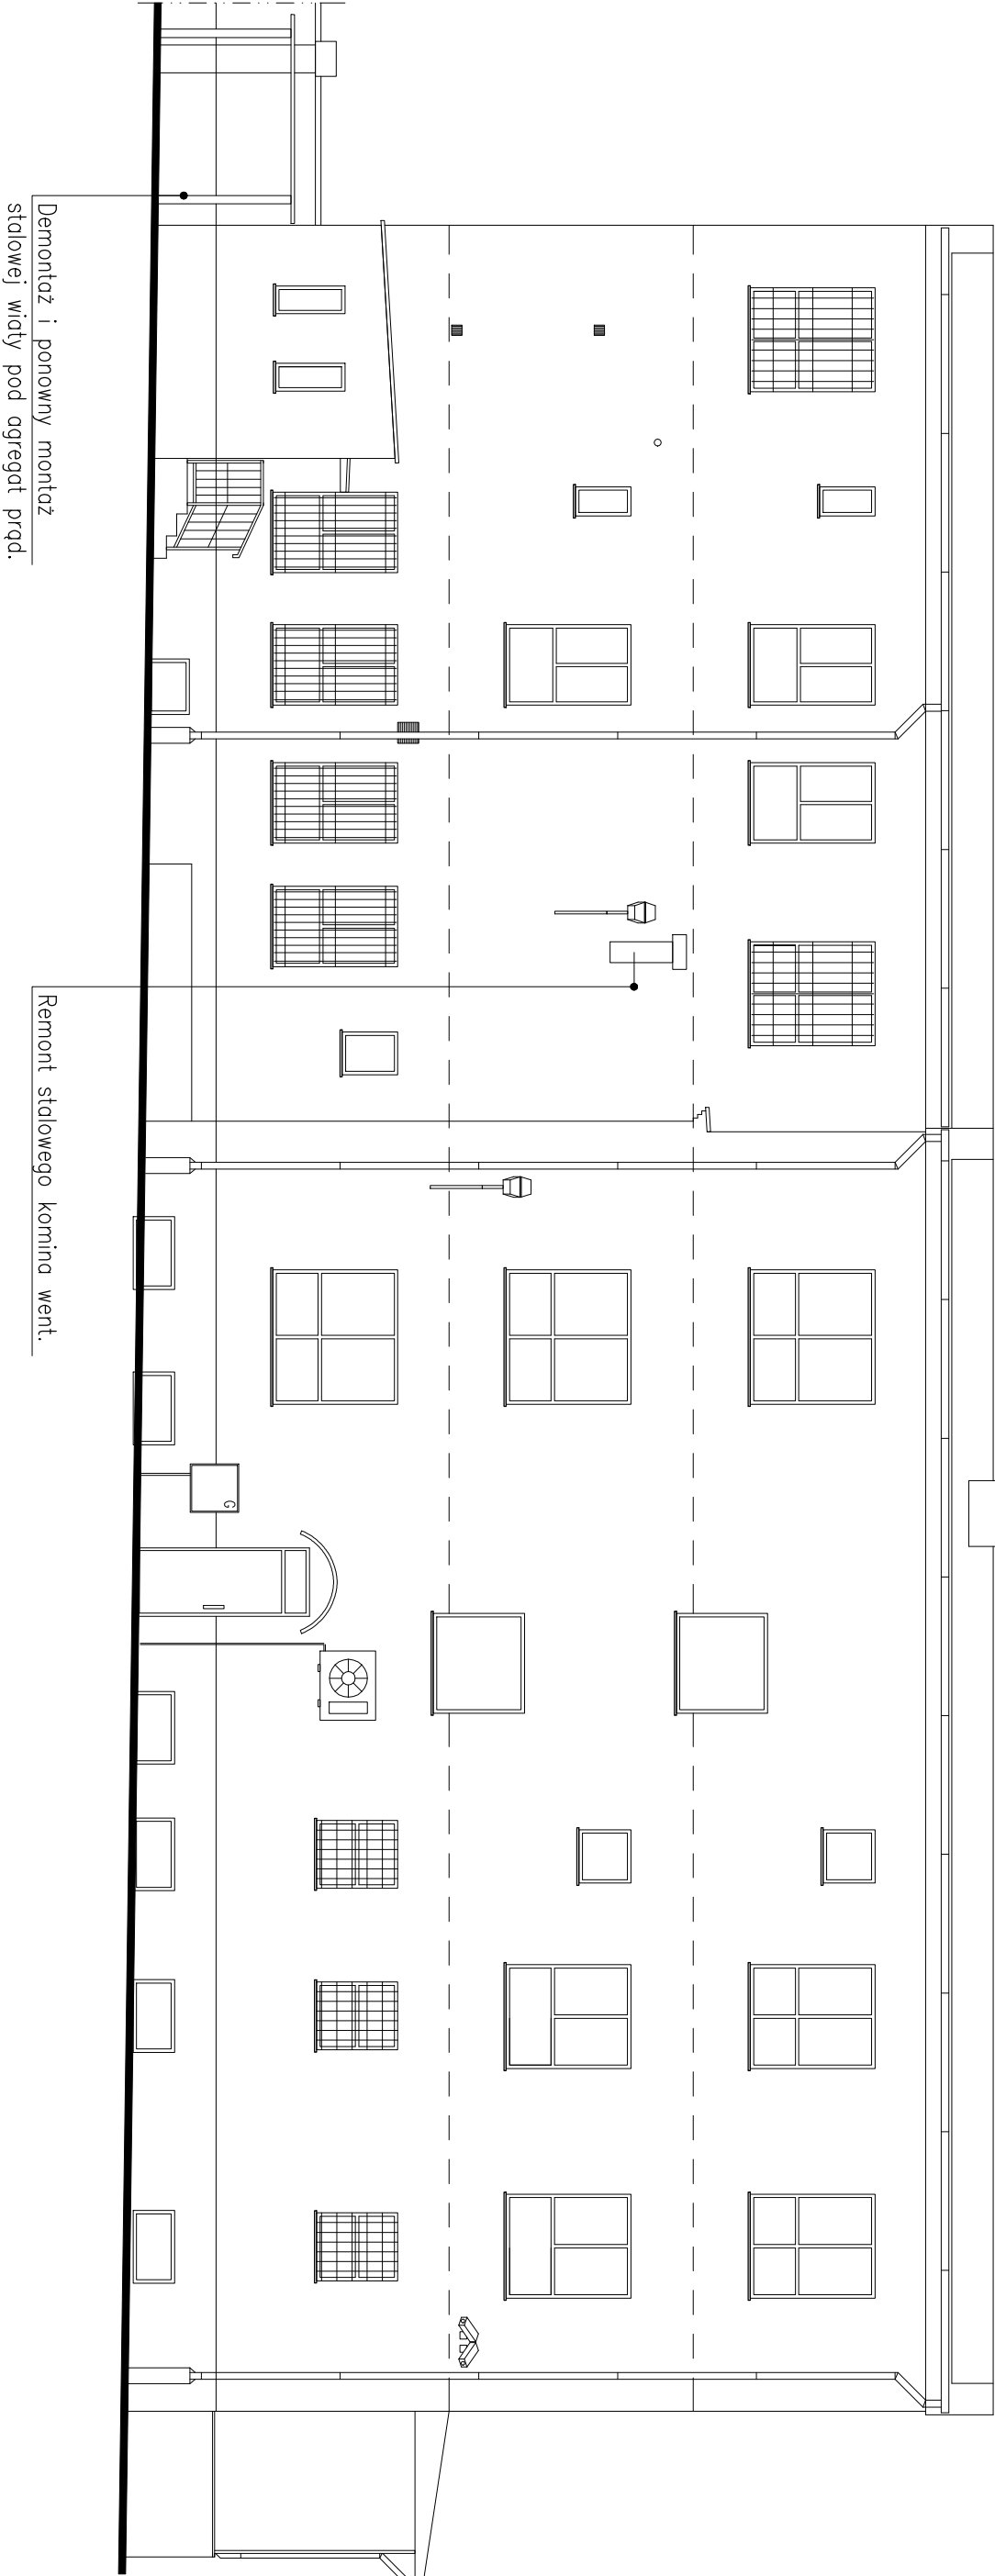 Demontaż i ponowny montaż
stalowej wiaty pod agregat prąd.
Remont stalowego komina went.
G